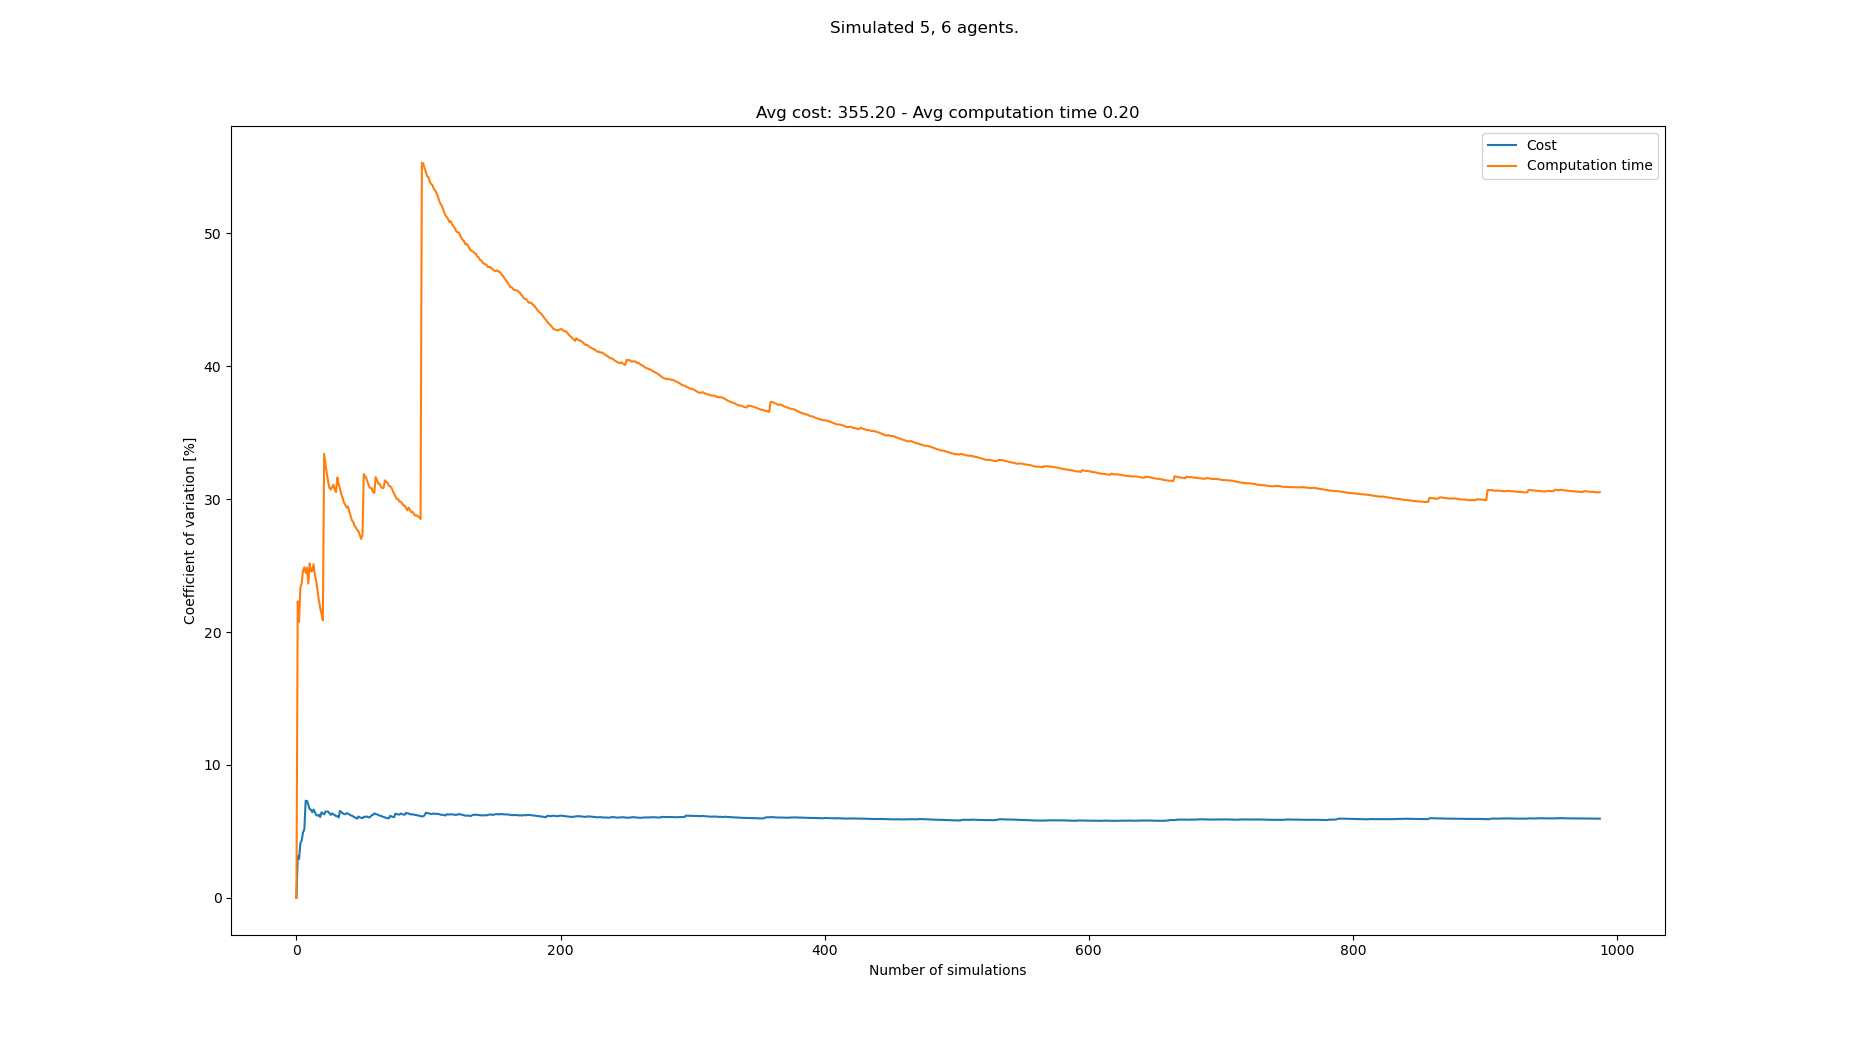 Simulated 5, 6 agents.
Avg cost: 355.20 - Avg computation time 0.20
Cost
Computation time
50
40
30
20
10
0
Coefficient of variation [%]
0 200 400 600 800 1000
Number of simulations